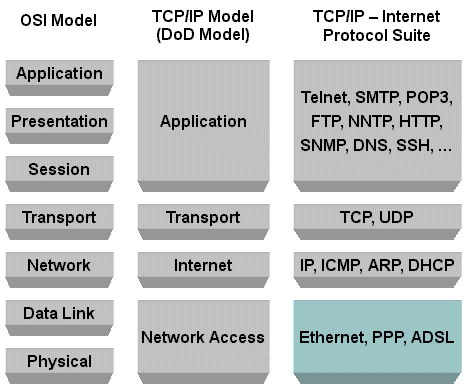 OSI Model
TCP/IP Model
(DoD Model)
TCP/IP – Internet
Protocol Suite
Application
Presentation
Session
Transport
Network
Data Link
Physical
Application
Transport
Internet
Network Access
Telnet, SMTP, POP3,
FTP, NNTP, HTTP,
SNMP, DNS, SSH, ...
TCP, UDP
IP, ICMP, ARP, DHCP
Ethernet, PPP, ADSL